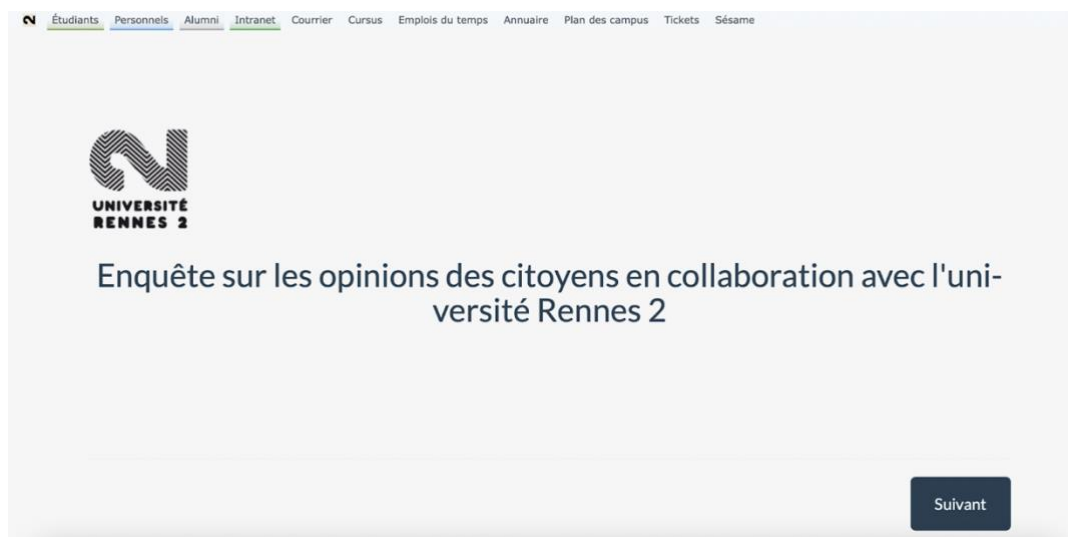 Étudiants Personnels Alumni Intranet Courrier Cursus Emplois du temps Annuaire Plan des campus Tickets Sésame
2
UNIVERSITÉ
RENNES 2
Enquête sur les opinions des citoyens en collaboration avec l'uni-
versité Rennes 2
Suivant